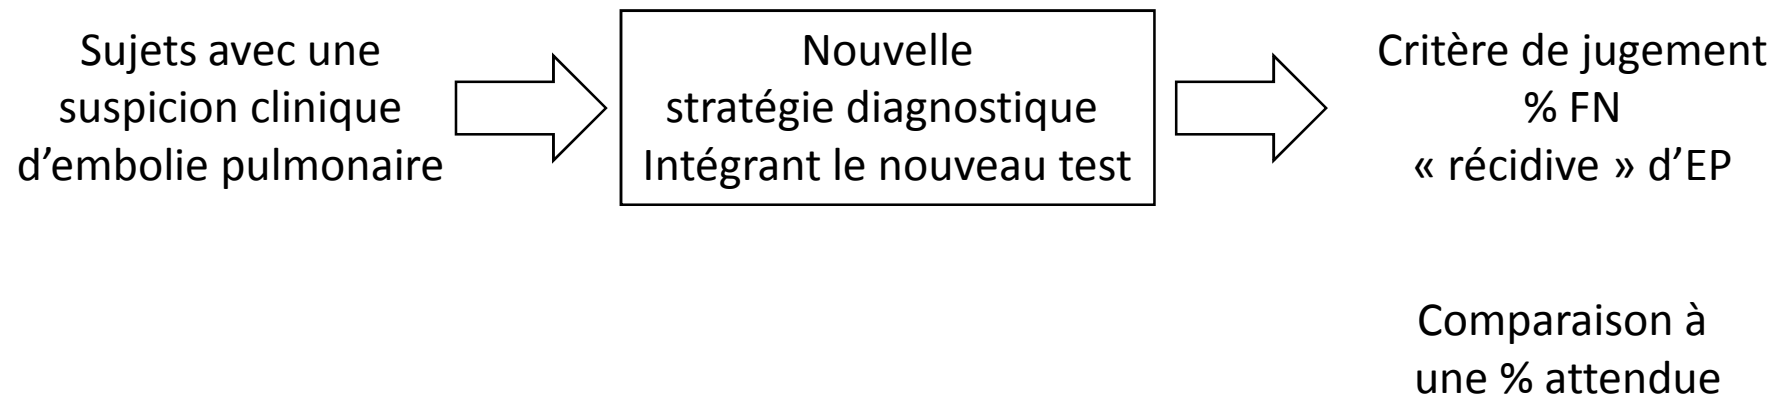 Sujets avec une
suspicion clinique
d'embolie pulmonaire
Nouvelle
stratégie diagnostique
Intégrant le nouveau test
Critère de jugement
% FN
« récidive » d'EP
Comparaison à
une % attendue